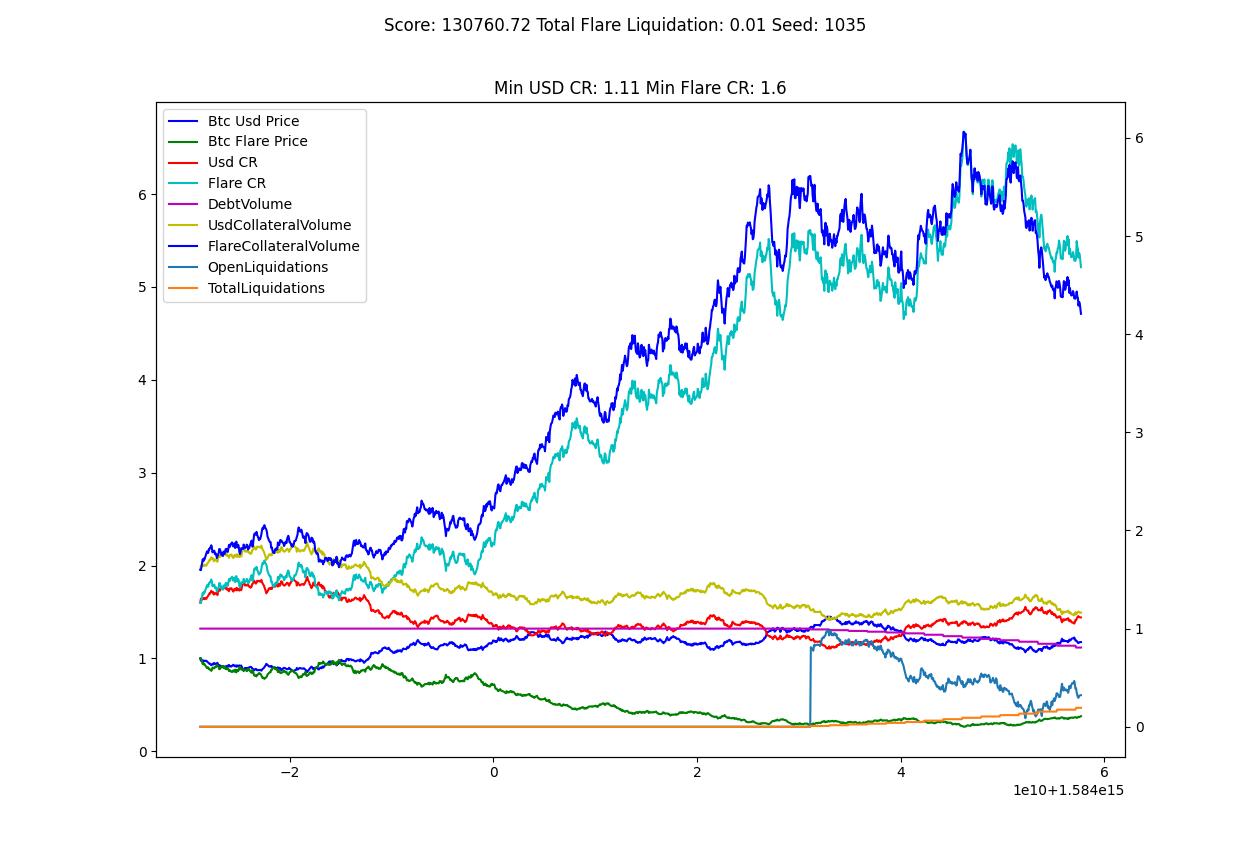 Score: 130760.72 Total Flare Liquidation: 0.01 Seed: 1035
Min USD CR: 1.11 Min Flare CR: 1.6
Btc Usd Price
Btc Flare Price
Usd CR
Flare CR
DebtVolume
UsdCollateralVolume
FlareCollateralVolume
OpenLiquidations
TotalLiquidations
6
5
4
3
2
1
0
6
5
4
3
2
1
0
−2
0
2
4
6
1e10+1.584e15